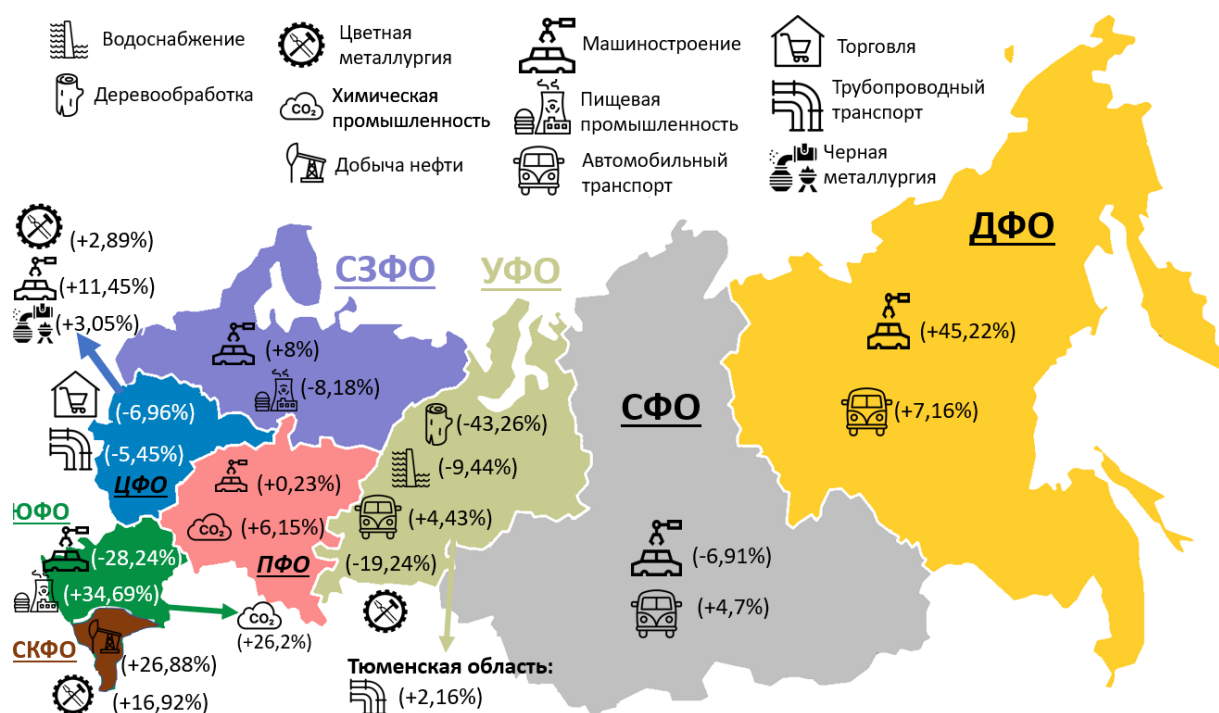 Водоснабжение
Цветная
металлургия
Машиностроение
Торговля
Деревообработка
Химическая
промышленность
Пищевая
промышленность
Трубопроводный
транспорт
Добыча нефти
Автомобильный
транспорт
Черная
металлургия
(+2,89%)
(+11,45%)
(+3,05%)
СЗФО
(+8%)
(-8,18%)
УФО
(-43,26%)
(-9,44%)
(+4,43%)
(-19,24%)
СФО
(-6,91%)
(+4,7%)
ДФО
(+45,22%)
(+7,16%)
(-6,96%)
(-5,45%)
ЦФО
(+0,23%)
(+6,15%)
ПФО
ЮФО
(-28,24%)
(+34,69%)
CO2
(+26,2%)
СКФО
(+26,88%)
(+16,92%)
Тюменская область:
(+2,16%)
CO2
CO2